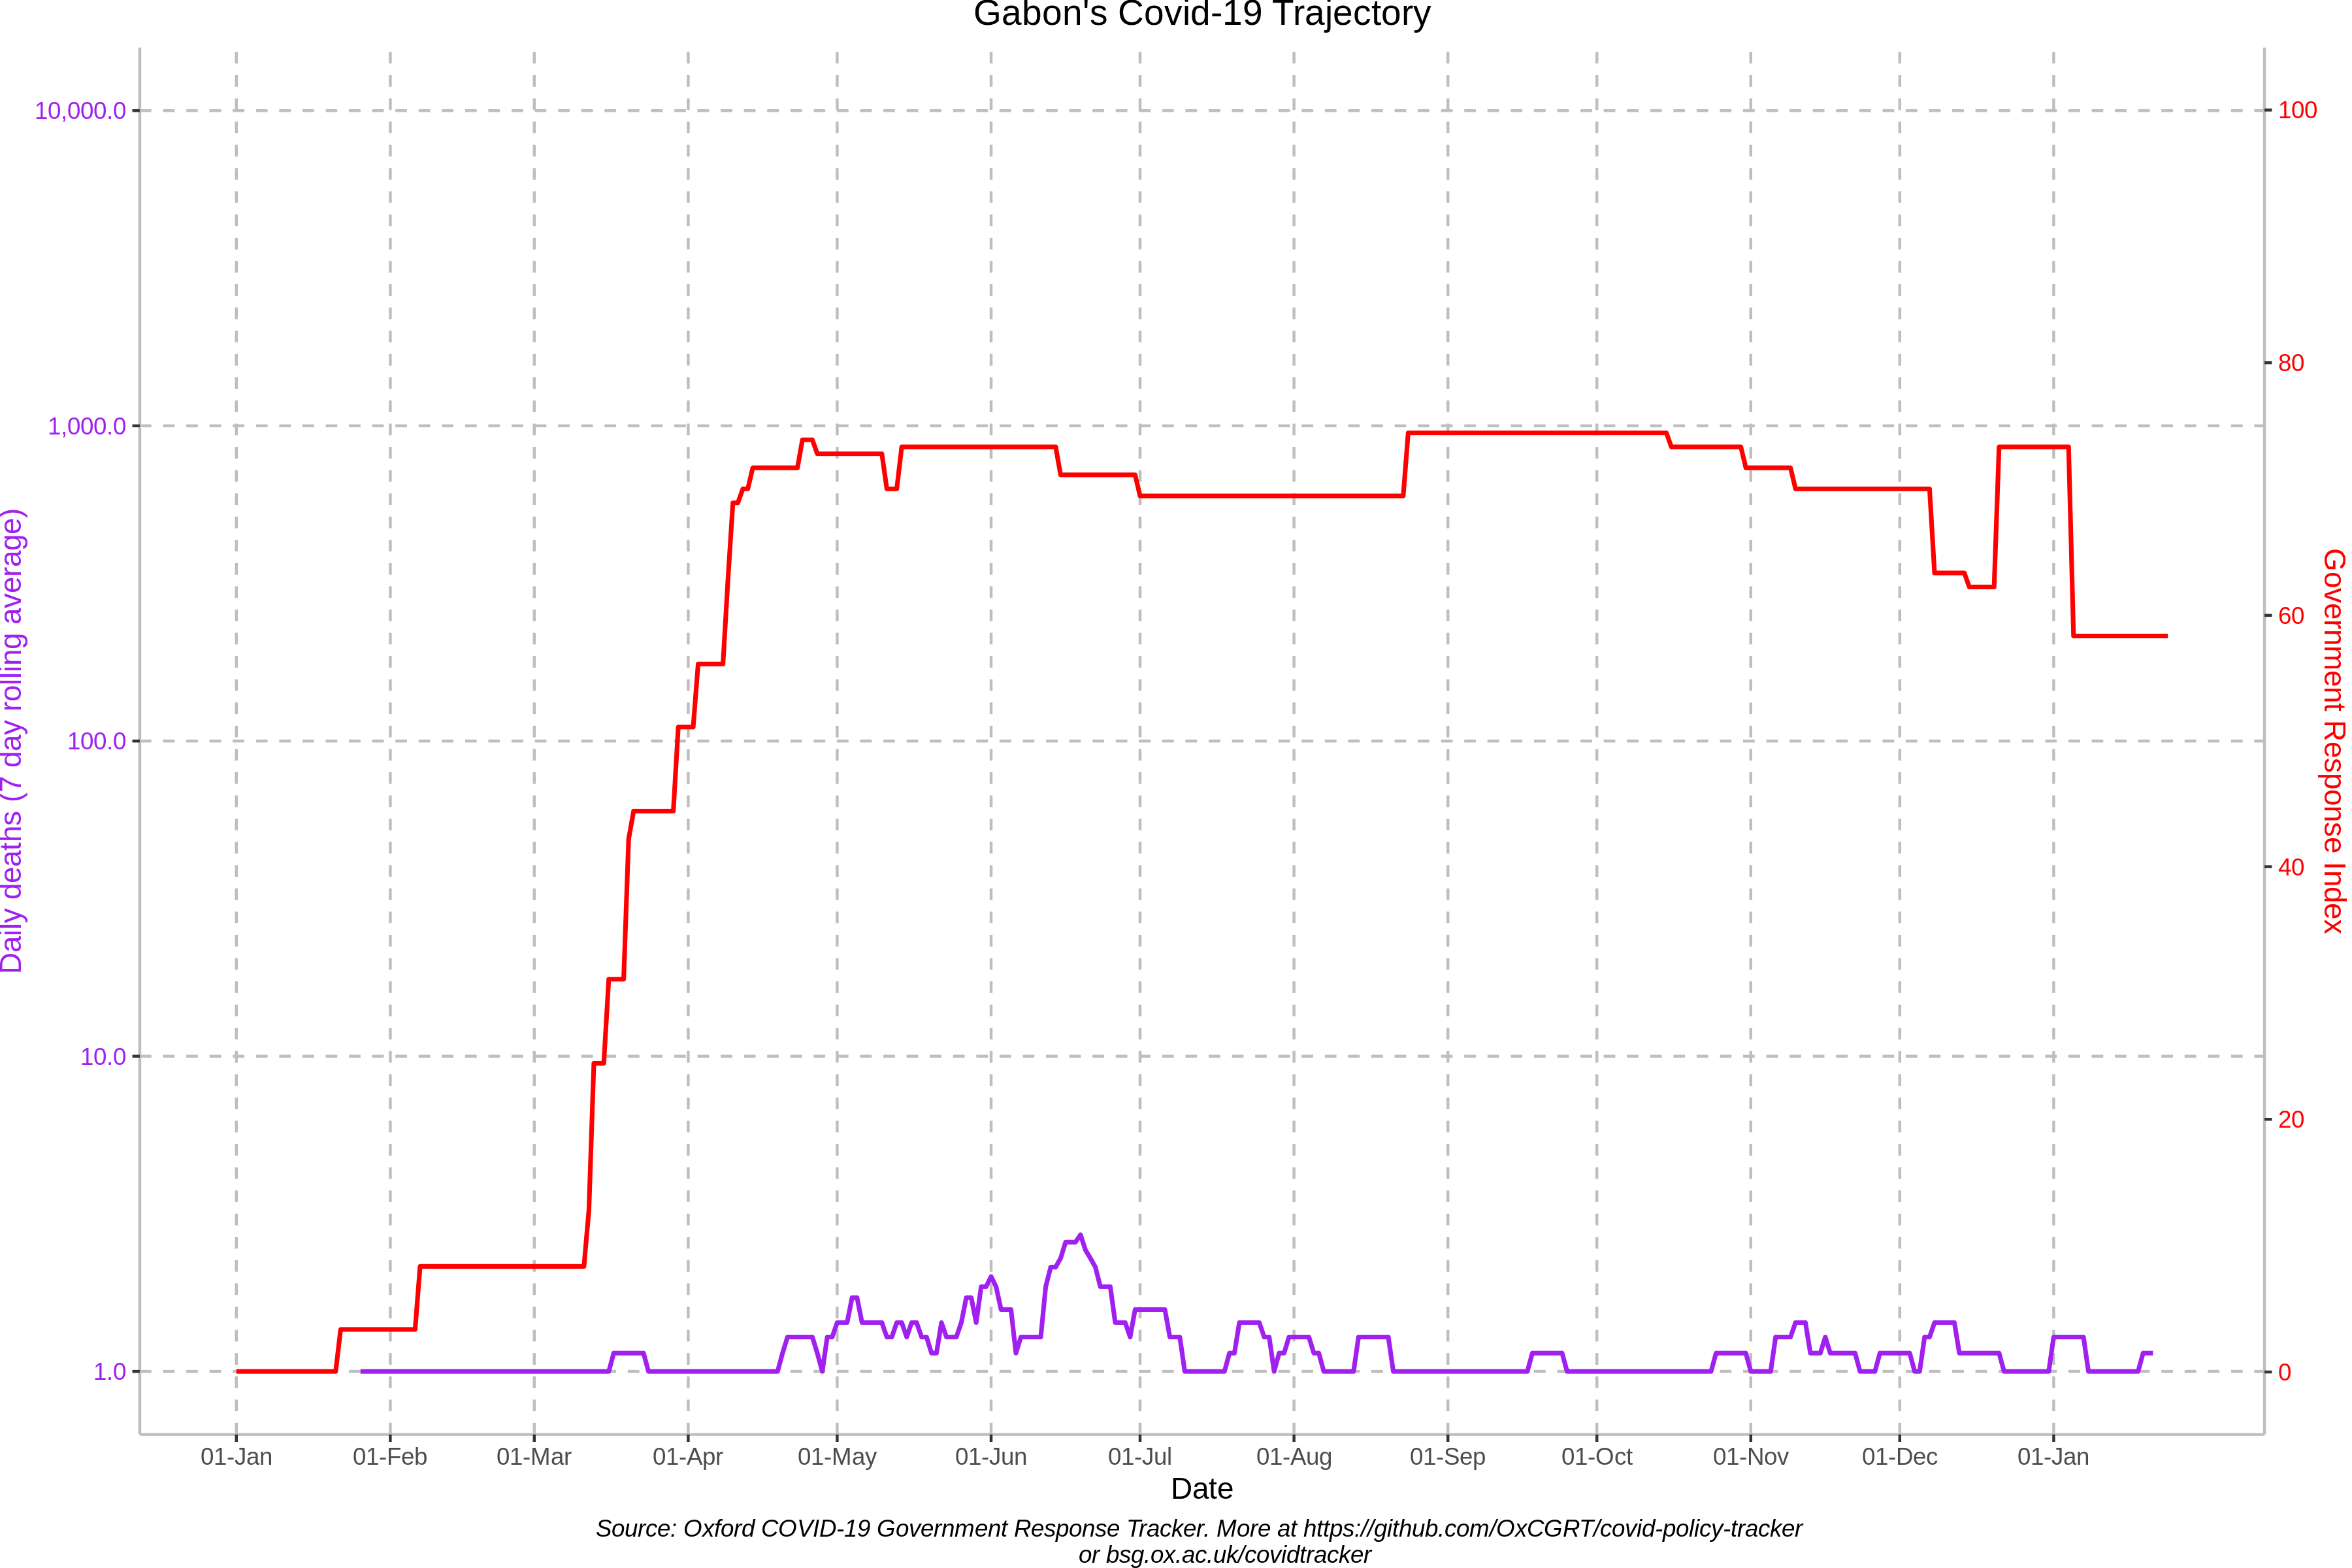 Gabon's Covid-19 Trajectory
10,000.0
1,000.0
100.0
10.0
1.0
Daily deaths (7 day rolling average)
100
80
60
40
20
0
Government Response Index
01-Jan 01-Feb 01-Mar 01-Apr 01-May 01-Jun 01-Jul 01-Aug 01-Sep 01-Oct 01-Nov 01-Dec 01-Jan
Date
Source: Oxford COVID-19 Government Response Tracker. More at https://github.com/OxCGRT/covid-policy-tracker
or bsg.ox.ac.uk/covidtracker